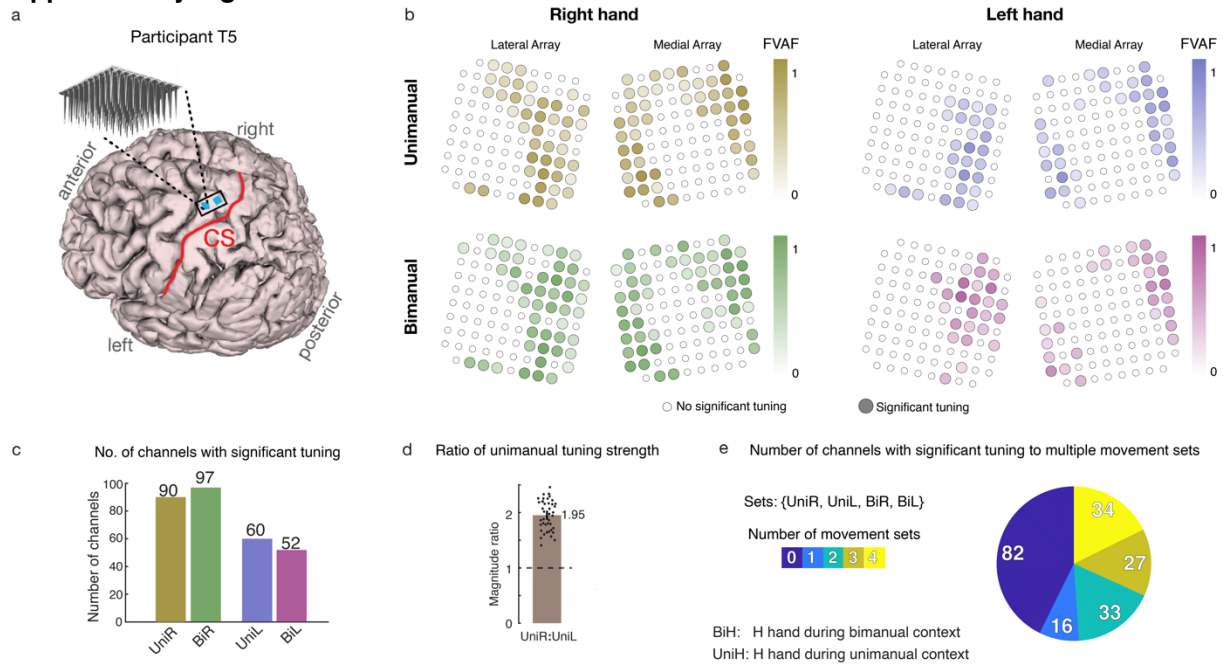 a
Participant T5
anterior
right
CS
left
posterior
b
Right hand
Left hand
Lateral Array
Medial Array
FVAF
Lateral Array
Medial Array
FVAF
Unimanual
1
0
1
0
Bimanual
1
0
1
0
No significant tuning
Significant tuning
c
No. of channels with significant tuning
Number of channels
100
80
60
40
20
0
90
97
60
52
UniR
BiR
UniL
BiL
d
Ratio of unimanual tuning strength
Magnitude ratio
2
1
0
1.95
UniR:UniL
e
Number of channels with significant tuning to multiple movement sets
Sets: {UniR, UniL, BiR, BiL}
Number of movement sets
0 1 2 3 4
34
27
33
16
82
BiH: H hand during bimanual context
UniH: H hand during unimanual context